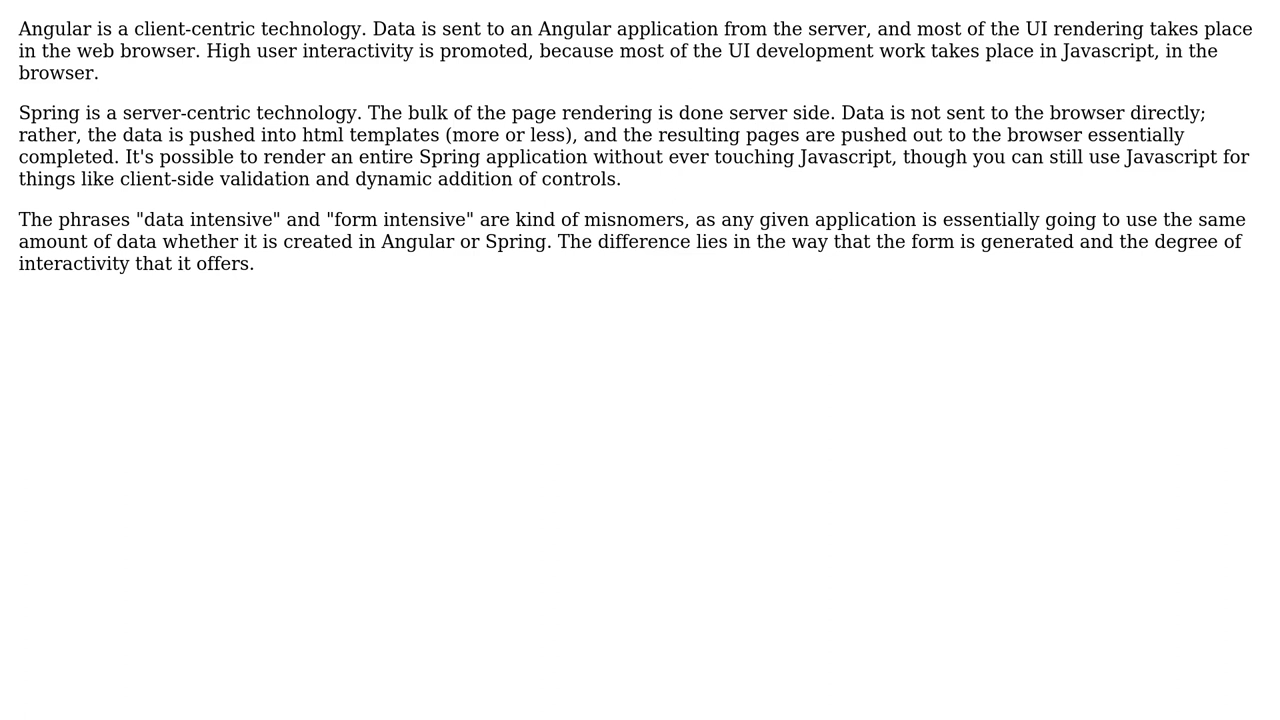 Angular is a client-centric technology. Data is sent to an Angular application from the server, and most of the UI rendering takes place
in the web browser. High user interactivity is promoted, because most of the UI development work takes place in Javascript, in the
browser.
Spring is a server-centric technology. The bulk of the page rendering is done server side. Data is not sent to the browser directly;
rather, the data is pushed into html templates (more or less), and the resulting pages are pushed out to the browser essentially
completed. It's possible to render an entire Spring application without ever touching Javascript, though you can still use Javascript for
things like client-side validation and dynamic addition of controls.
The phrases "data intensive" and "form intensive" are kind of misnomers, as any given application is essentially going to use the same
amount of data whether it is created in Angular or Spring. The difference lies in the way that the form is generated and the degree of
interactivity that it offers.